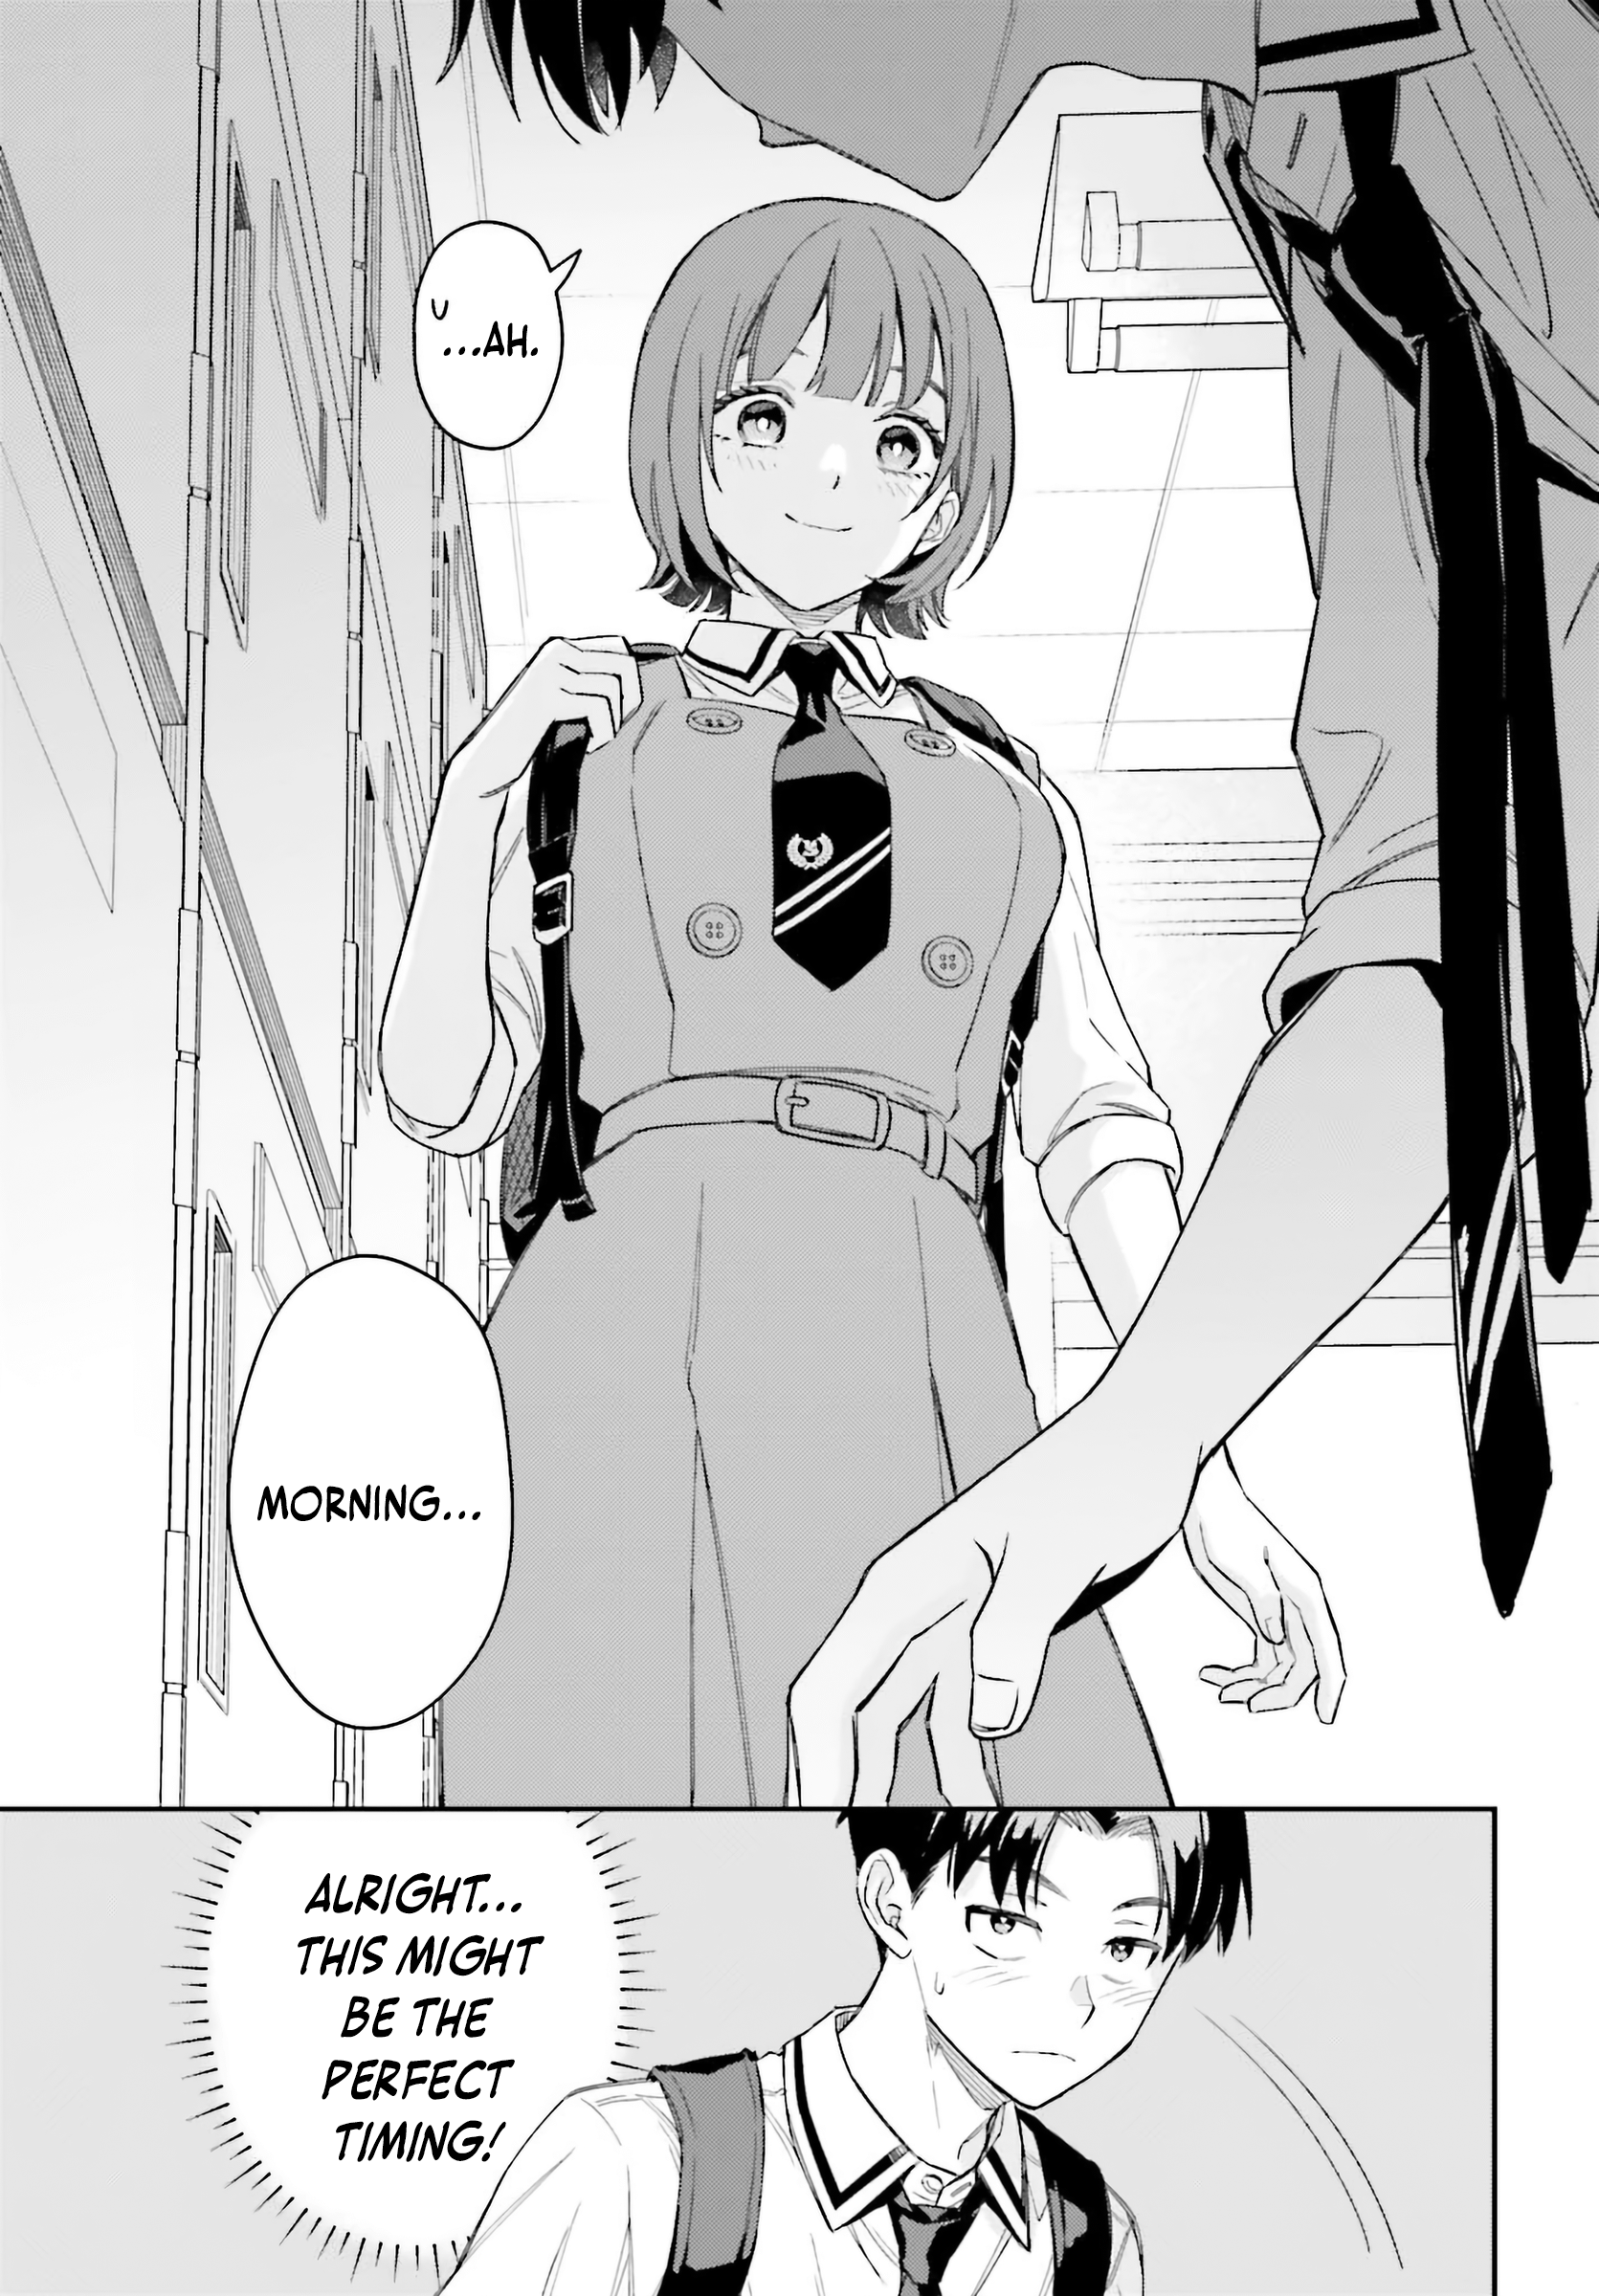 ...AH.
MORNING...
ALRIGHT...
THIS MIGHT
BE THE
PERFECT
TIMING!